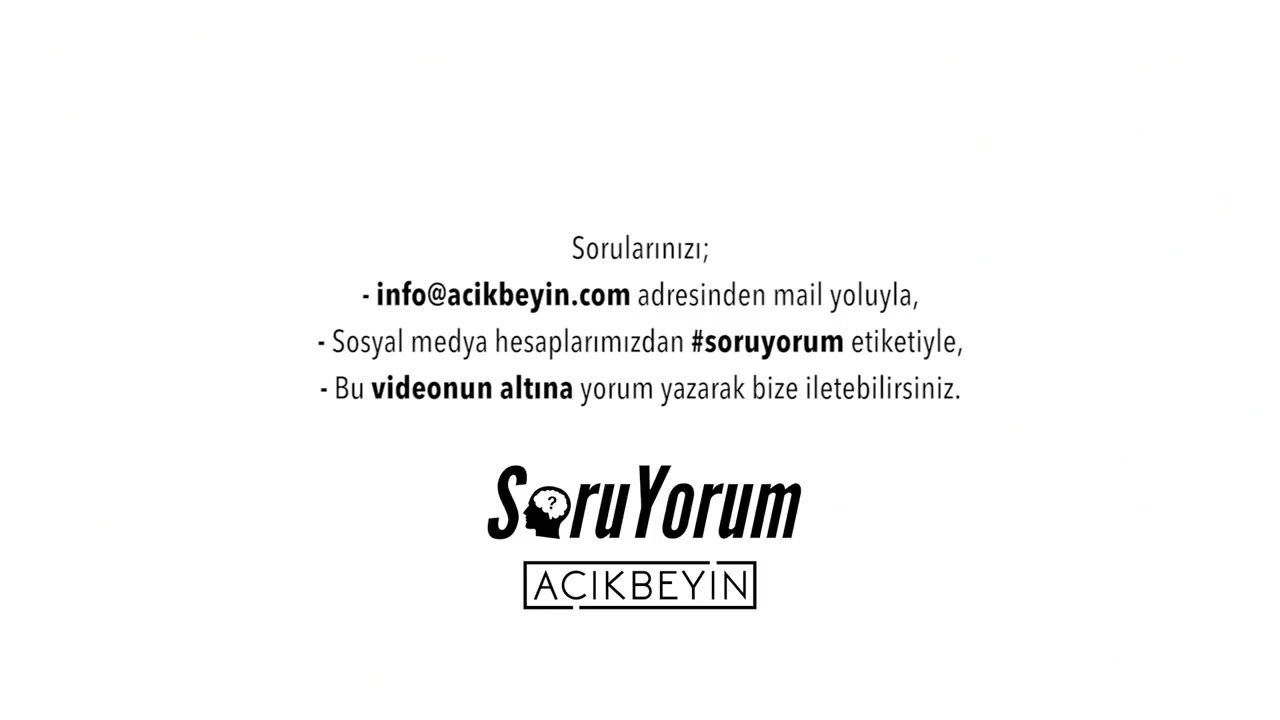 Sorularınızı;
- info@acikbeyin.com adresinden mail yoluyla,
- Sosyal medya hesaplarımızdan #soruyorum etiketiyle,
- Bu videonun altına yorum yazarak bize iletebilirsiniz.
SoruYorum
AÇIKBEYİN